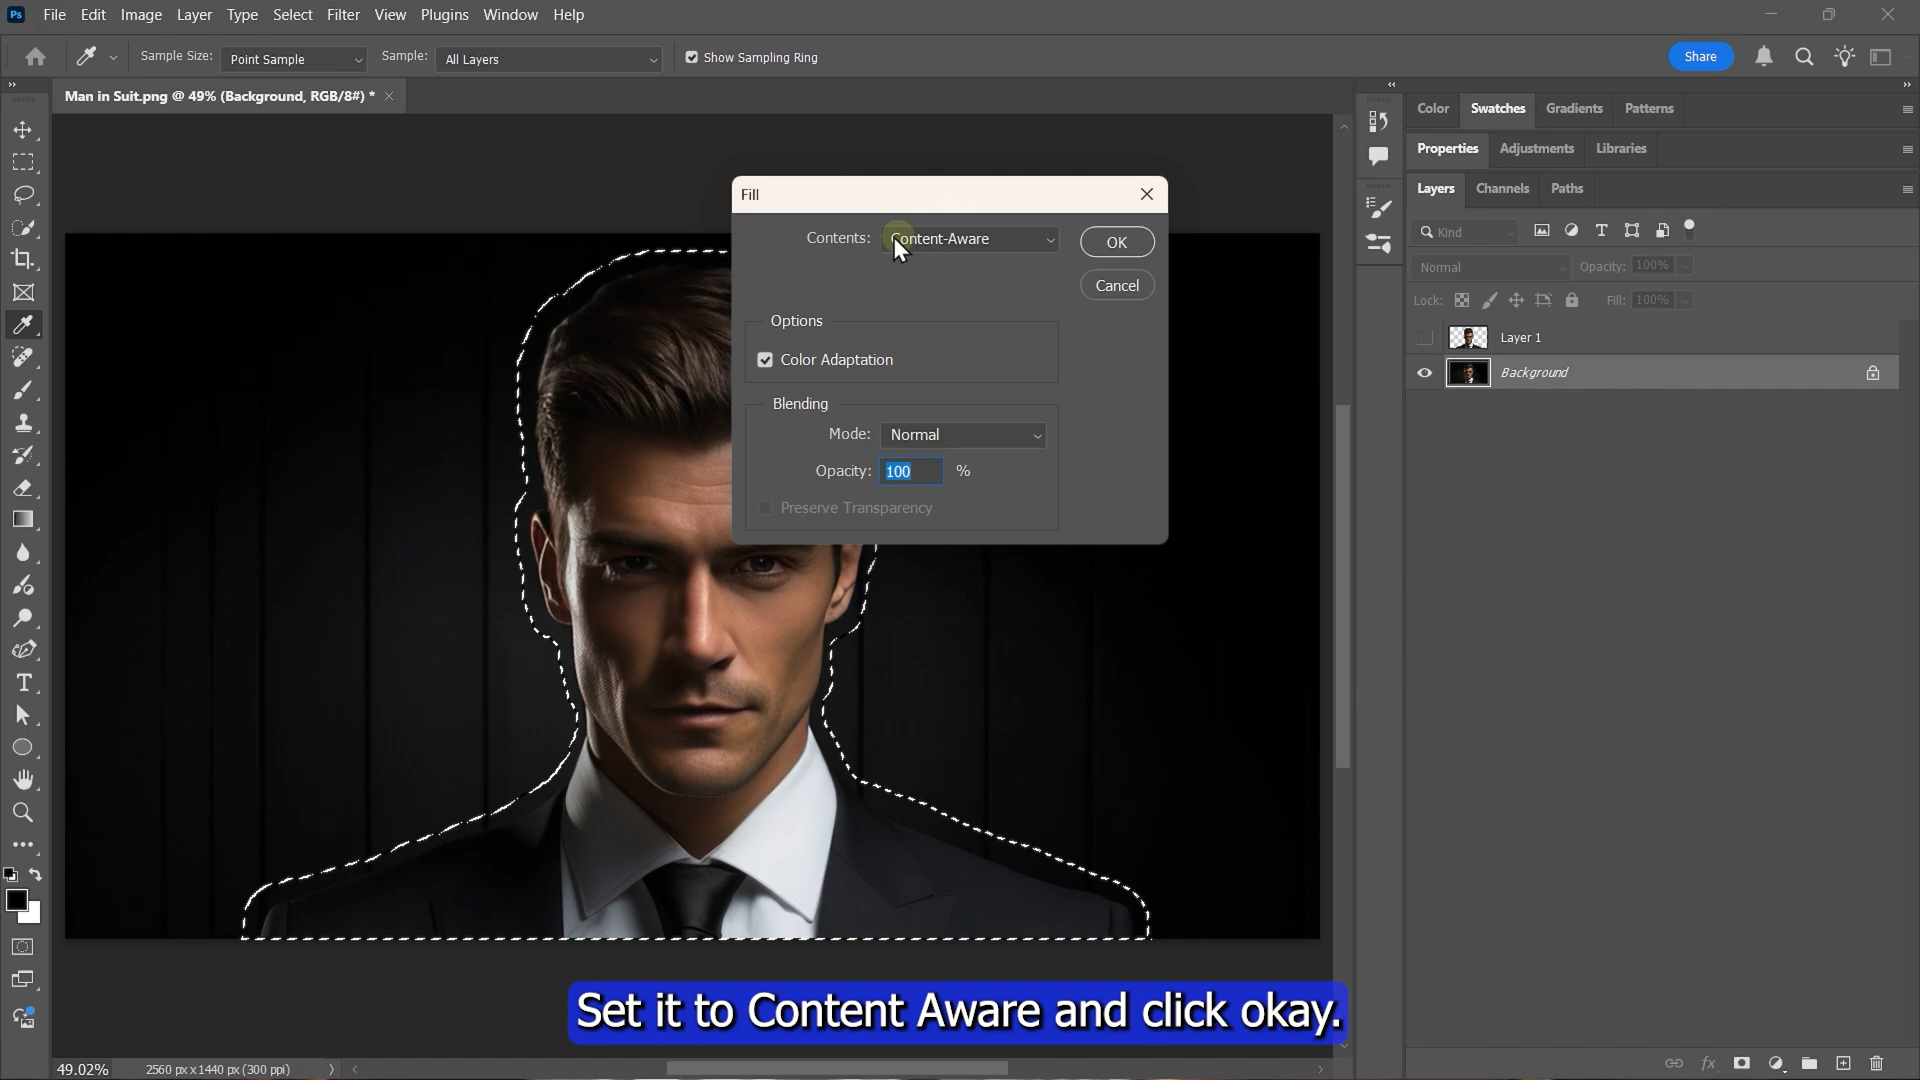 Ps File Edit Image Layer Type Select Filter View Plugins Window Help
Sample Size: Point Sample Sample: All Layers Show Sampling Ring Share
Man in Suit.png @ 49% (Background, RGB/8#) *
Color Swatches Gradients Patterns
Properties Adjustments Libraries
Layers Channels Paths
Kind
Normal Opacity: 100%
Lock: Fill: 100%
Layer 1
Background
Fill
Contents: Content-Aware OK
Cancel
Options
Color Adaptation
Blending
Mode: Normal
Opacity: 100 %
Preserve Transparency
Set it to Content Aware and click okay.
49.02% 2560 px x 1440 px (300 ppi)